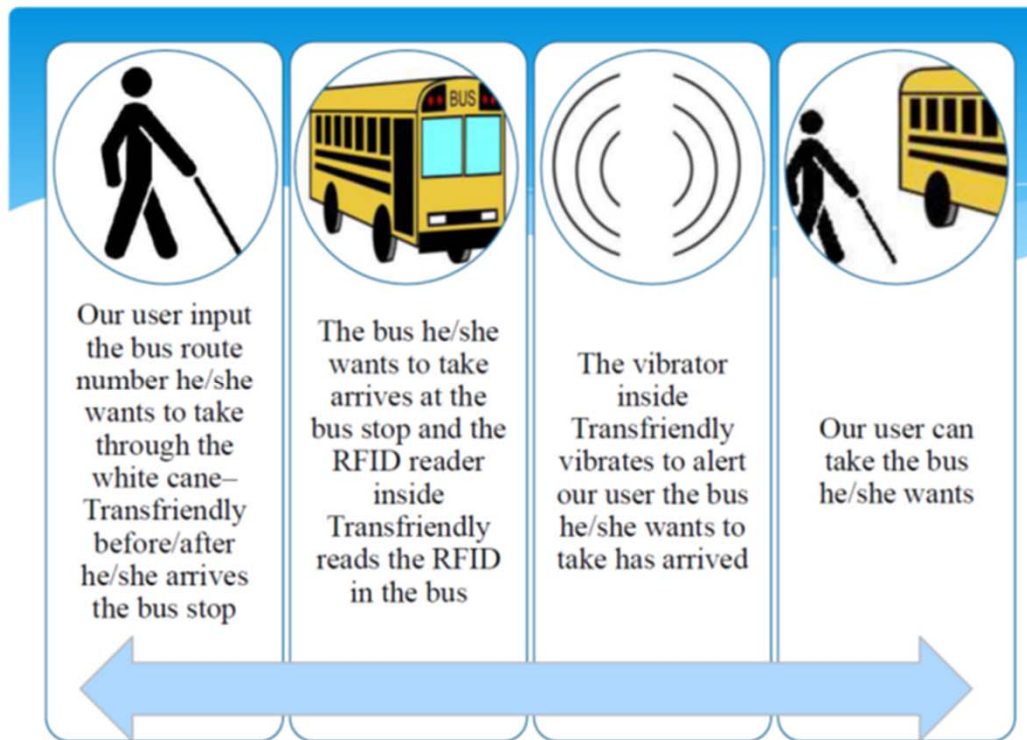 Our user input
the bus route
number he/she
wants to take
through the
white cane–
Transfriendly
before/after
he/she arrives
the bus stop
BUS
The bus he/she
wants to take
arrives at the
bus stop and the
RFID reader
inside
Transfriendly
reads the RFID
in the bus
The vibrator
inside
Transfriendly
vibrates to alert
our user the bus
he/she wants to
take has arrived
Our user can
take the bus
he/she wants